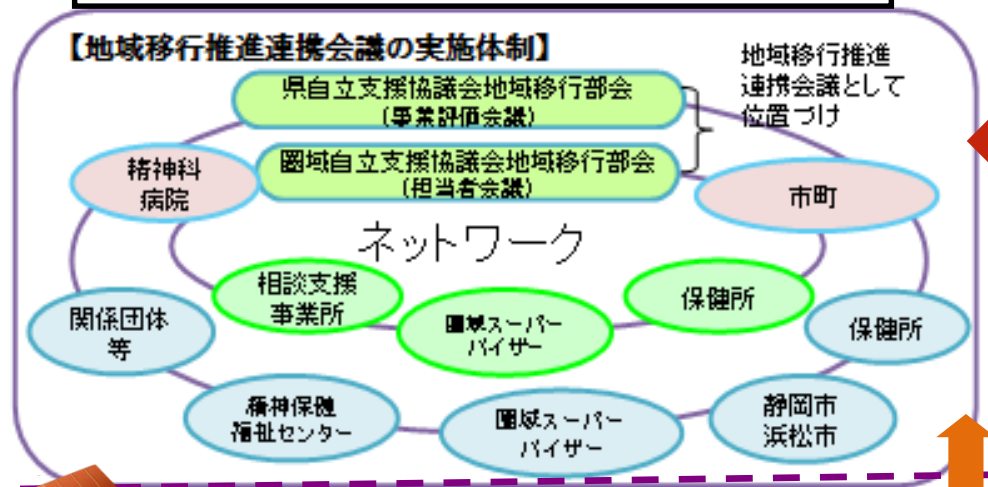 【地域移行推進連携会議の実施体制】
県自立支援協議会地域移行部会
(事業評価会議)
地域移行推進
連携会議として
位置づけ
圏域自立支援協議会地域移行部会
(担当者会議)
精神科
病院
市町
ネットワーク
相談支援
事業所
圏域スーパー
バイザー
保健所
関係団体
等
保健所
精神保健
福祉センター
圏域スーパー
バイザー
静岡市
浜松市